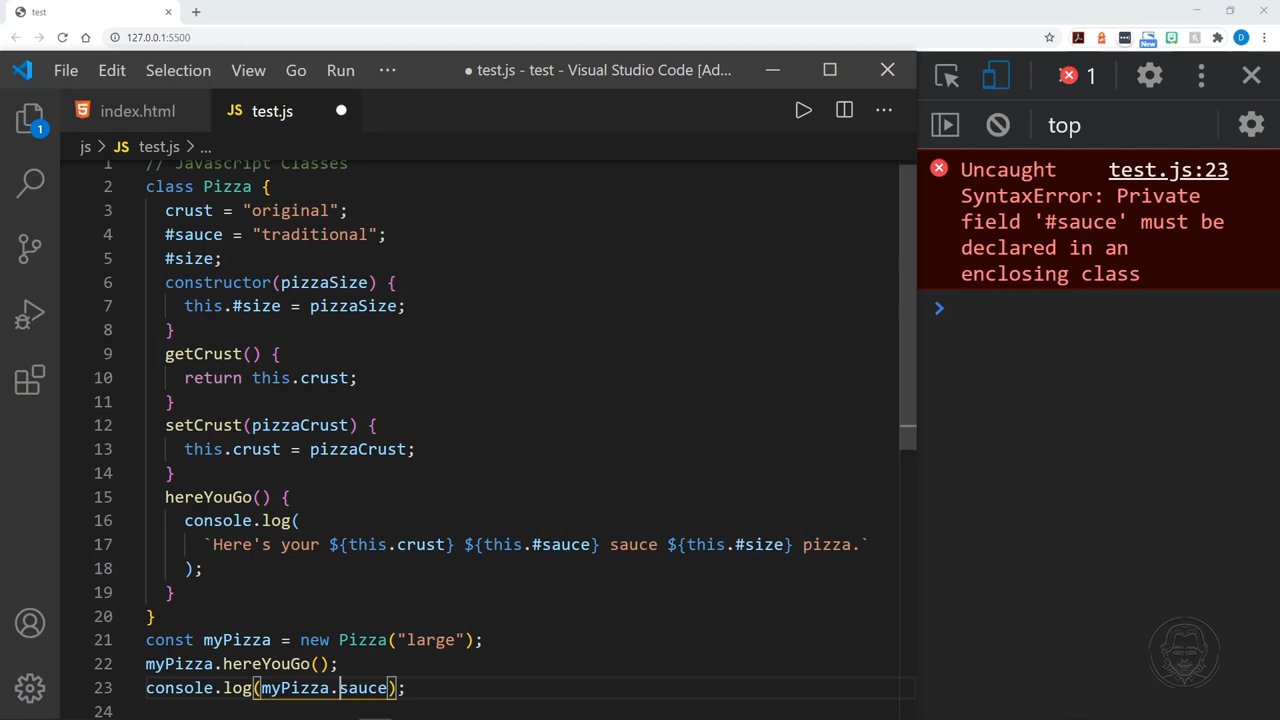 test
127.0.0.1:5500
New
D
File Edit Selection View Go Run ...
● test.js - test - Visual Studio Code [Ad...
1
index.html
JS test.js
js > JS test.js > ...
1 // Javascript Classes
2 class Pizza {
3 crust = "original";
4 #sauce = "traditional";
5 #size;
6 constructor(pizzaSize) {
7 this.#size = pizzaSize;
8 }
9 getCrust() {
10 return this.crust;
11 }
12 setCrust(pizzaCrust) {
13 this.crust = pizzaCrust;
14 }
15 hereYouGo() {
16 console.log(
17 `Here's your ${this.crust} ${this.#sauce} sauce ${this.#size} pizza.`
18 );
19 }
20 }
21 const myPizza = new Pizza("large");
22 myPizza.hereYouGo();
23 console.log(myPizza.sauce);
24
1
top
Uncaught test.js:23
SyntaxError: Private
field '#sauce' must be
declared in an
enclosing class